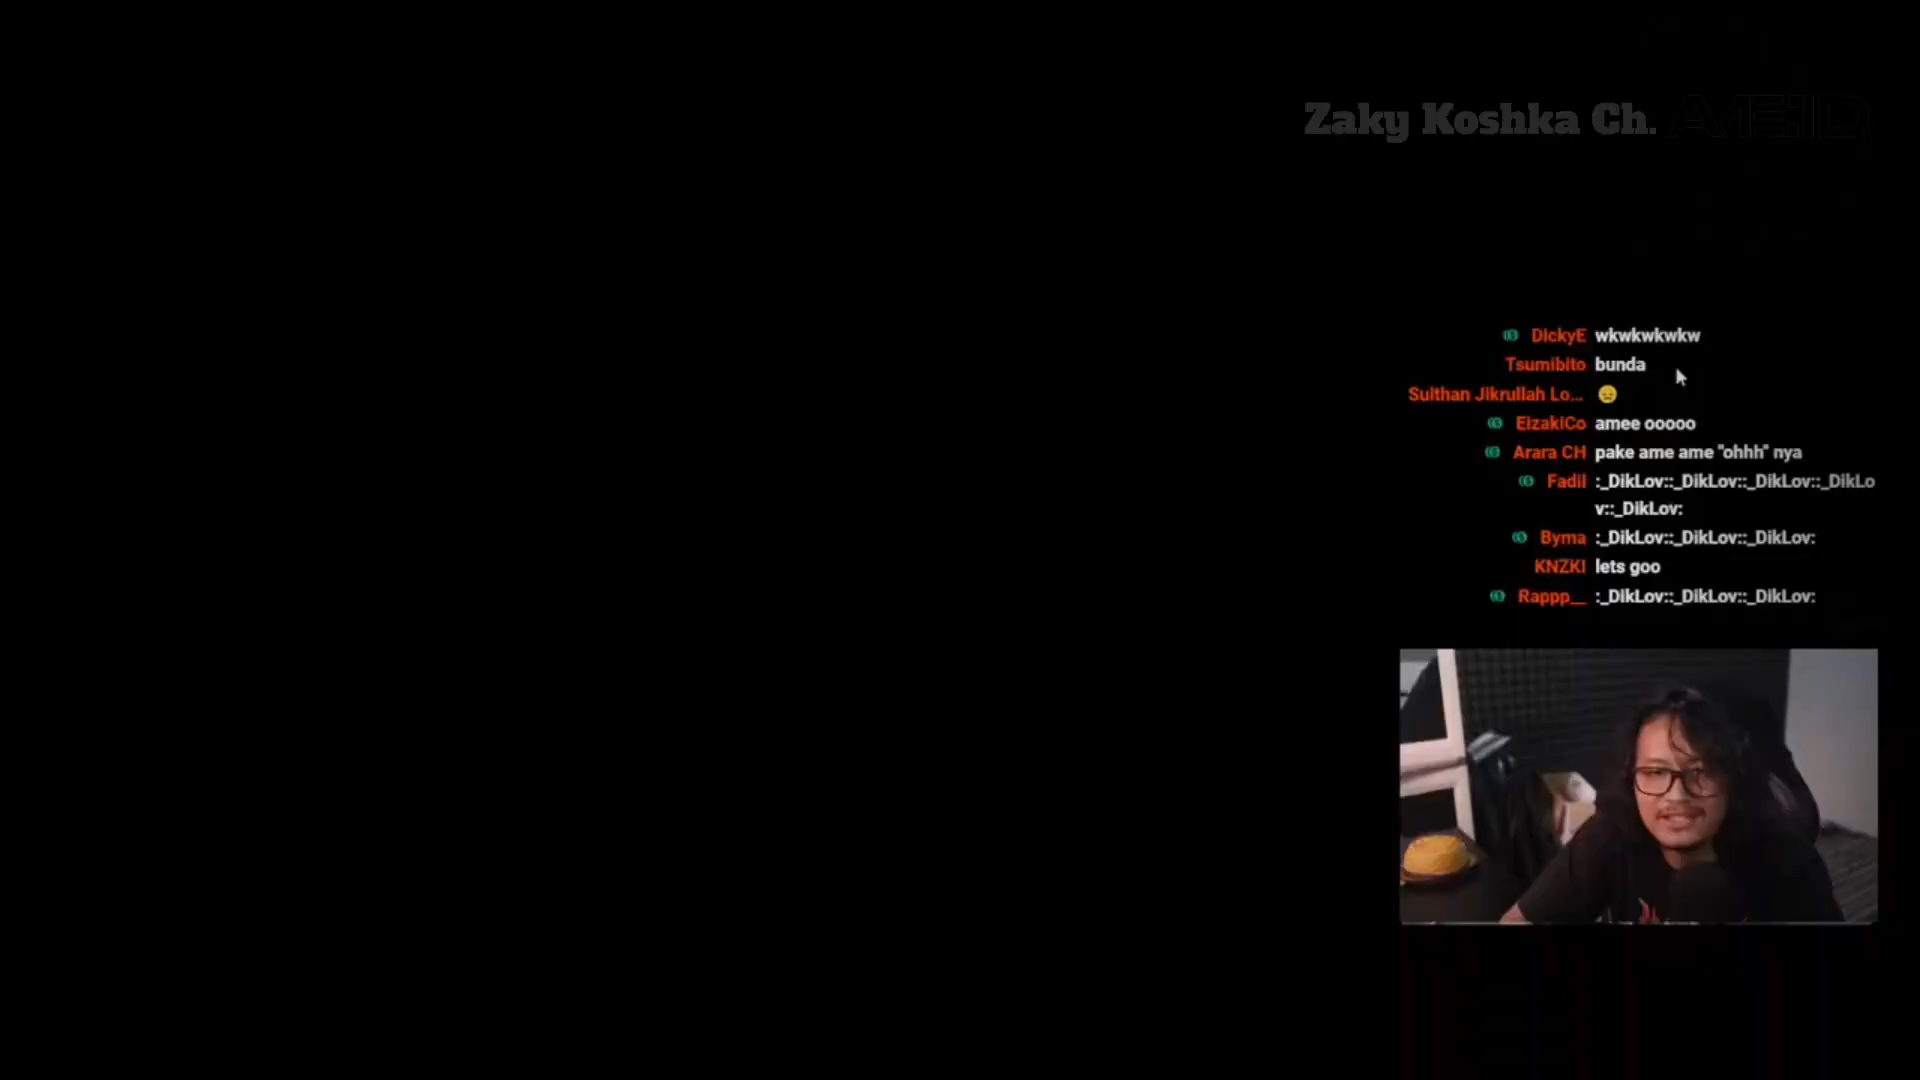 Zaky Koshka Ch.
DickyE wkwkwkwkw
Tsumibito bunda
Sulthan Jikrullah Lo...
EizakiCo amee ooooo
Arara CH pake ame ame "ohhh" nya
Fadil :_DikLov::_DikLov::_DikLov::_DikLo
v::_DikLov:
Byma :_DikLov::_DikLov::_DikLov:
KNZKI lets goo
Rappp__ :_DikLov::_DikLov::_DikLov: